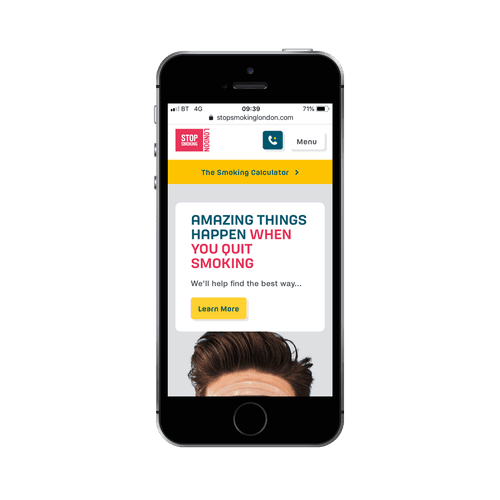 BT 4G 09:39 71%
stopsmokinglondon.com
STOP
SMOKING
LONDON
Menu
The Smoking Calculator
AMAZING THINGS
HAPPEN WHEN
YOU QUIT
SMOKING
We'll help find the best way...
Learn More